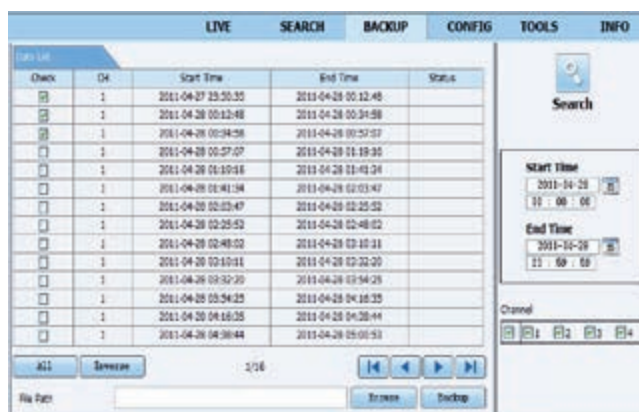 LIVE SEARCH BACKUP CONFIG TOOLS INFO
Data List
Check CH Start Time End Time Status
1 2011-04-27 23:50:35 2011-04-28 00:12:48
1 2011-04-28 00:12:48 2011-04-28 00:34:58
1 2011-04-28 00:34:58 2011-04-28 00:57:07
1 2011-04-28 00:57:07 2011-04-28 01:19:16
1 2011-04-28 01:19:16 2011-04-28 01:41:34
1 2011-04-28 01:41:34 2011-04-28 02:03:47
1 2011-04-28 02:03:47 2011-04-28 02:25:52
1 2011-04-28 02:25:52 2011-04-28 02:48:02
1 2011-04-28 02:48:02 2011-04-28 03:10:11
1 2011-04-28 03:10:11 2011-04-28 03:32:20
1 2011-04-28 03:32:20 2011-04-28 03:54:25
1 2011-04-28 03:54:25 2011-04-28 04:16:35
1 2011-04-28 04:16:35 2011-04-28 04:38:44
1 2011-04-28 04:38:44 2011-04-28 05:00:53
All Inverse 1/16
File Path Browse Backup
Search
Start Time
2011-04-28
00 : 00 : 00
End Time
2011-04-28
23 : 59 : 59
Channel
1 2 3 4